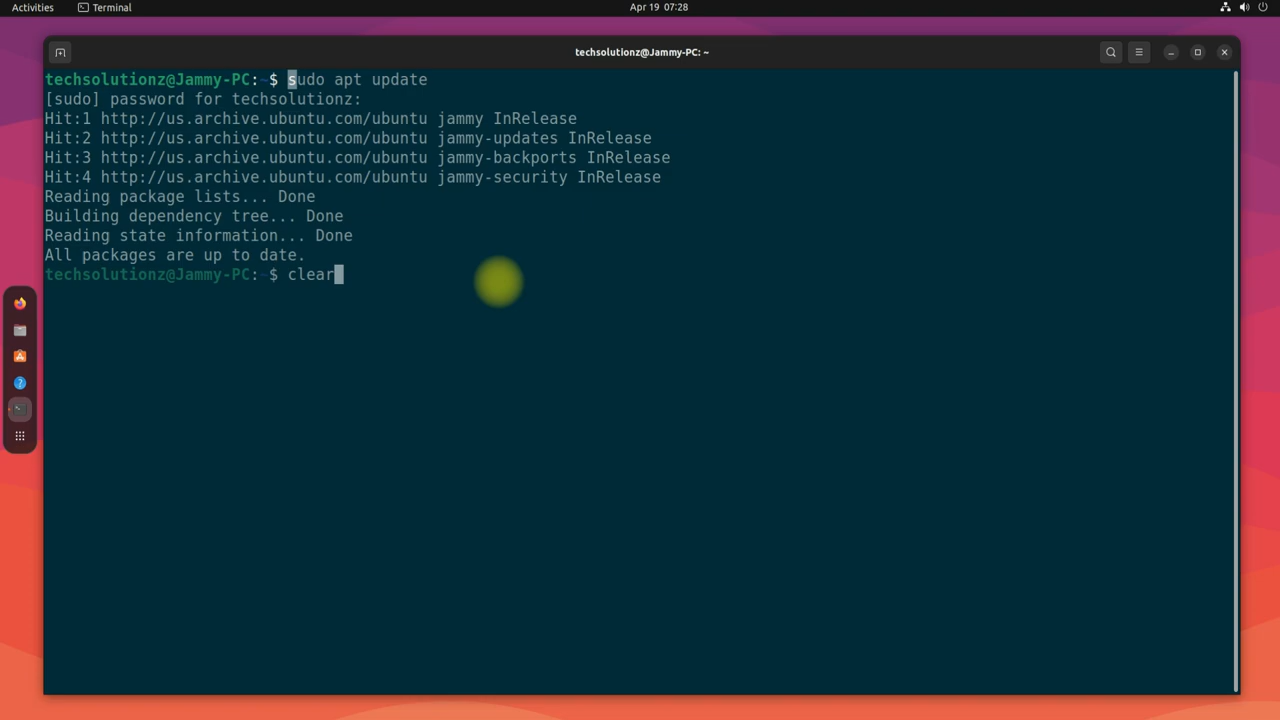 Activities
Terminal
Apr 19 07:28
techsolutionz@Jammy-PC: ~
techsolutionz@Jammy-PC:~$ sudo apt update
[sudo] password for techsolutionz:
Hit:1 http://us.archive.ubuntu.com/ubuntu jammy InRelease
Hit:2 http://us.archive.ubuntu.com/ubuntu jammy-updates InRelease
Hit:3 http://us.archive.ubuntu.com/ubuntu jammy-backports InRelease
Hit:4 http://us.archive.ubuntu.com/ubuntu jammy-security InRelease
Reading package lists... Done
Building dependency tree... Done
Reading state information... Done
All packages are up to date.
techsolutionz@Jammy-PC:~$ clear